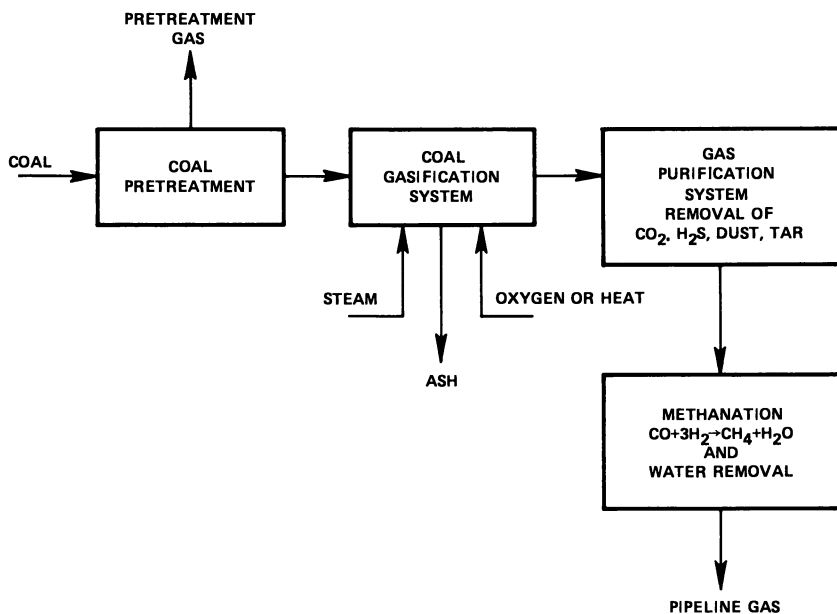 PRETREATMENT
GAS
COAL
COAL
PRETREATMENT
COAL
GASIFICATION
SYSTEM
GAS
PURIFICATION
SYSTEM
REMOVAL OF
CO₂. H₂S, DUST, TAR
STEAM
OXYGEN OR HEAT
ASH
METHANATION
CO+3H₂→CH₄+H₂O
AND
WATER REMOVAL
PIPELINE GAS